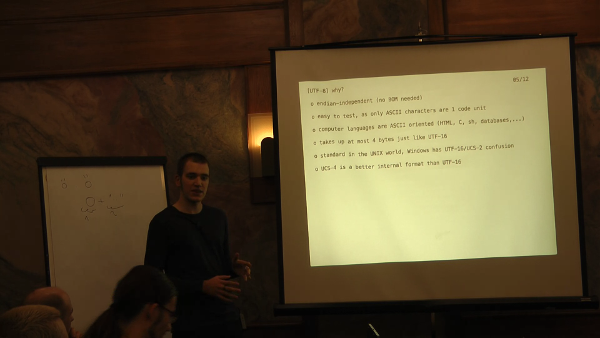 [UTF-8] why? 05/12
o endian-independent (no BOM needed)
o easy to test, as only ASCII characters are 1 code unit
o computer languages are ASCII oriented (HTML, C, sh, databases,...)
o takes up at most 4 bytes just like UTF-16
o standard in the UNIX world, Windows has UTF-16/UCS-2 confusion
o UCS-4 is a better internal format than UTF-16